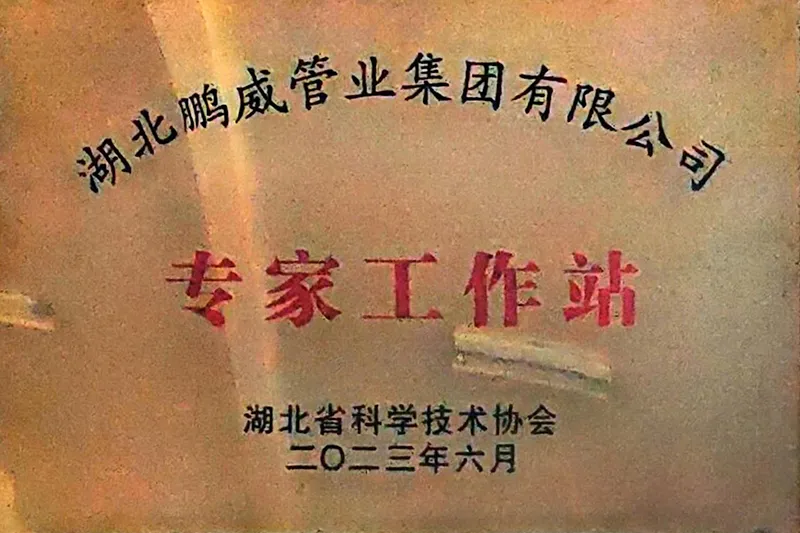 湖北鹏威管业集团有限公司
专家工作站
湖北省科学技术协会
二〇二三年六月